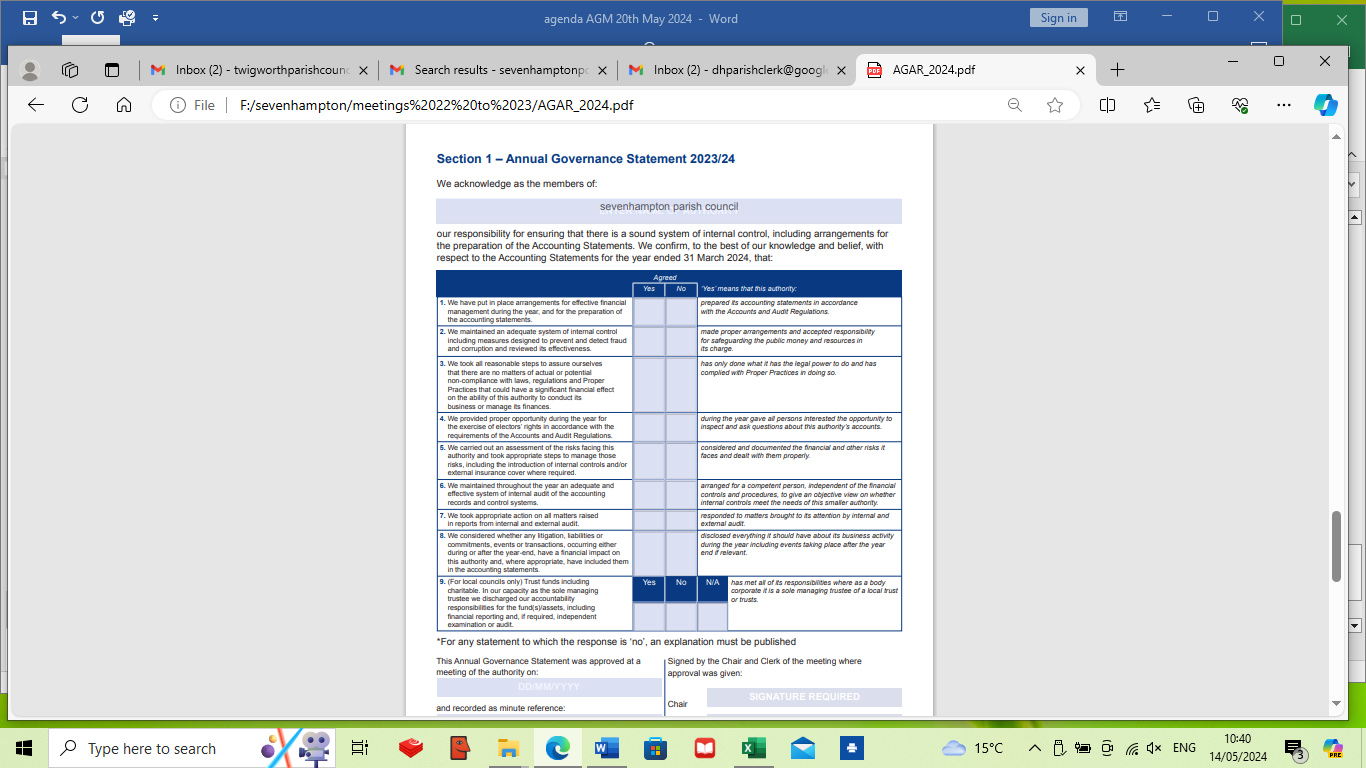 agenda AGM 20th May 2024 - Word
Sign in
Inbox (2) - twigworthparishcoun
Search results - sevenhamptonpc
Inbox (2) - dhparishclerk@google
AGAR_2024.pdf
File
F:/sevenhampton/meetings%2022%20to%2023/AGAR_2024.pdf
Section 1 – Annual Governance Statement 2023/24
We acknowledge as the members of:
sevenhampton parish council
our responsibility for ensuring that there is a sound system of internal control, including arrangements for
the preparation of the Accounting Statements. We confirm, to the best of our knowledge and belief, with
respect to the Accounting Statements for the year ended 31 March 2024, that:
Agreed
Yes No 'Yes' means that this authority:
1. We have put in place arrangements for effective financial
management during the year, and for the preparation of
the accounting statements.
prepared its accounting statements in accordance
with the Accounts and Audit Regulations.
2. We maintained an adequate system of internal control
including measures designed to prevent and detect fraud
and corruption and reviewed its effectiveness.
made proper arrangements and accepted responsibility
for safeguarding the public money and resources in
its charge.
3. We took all reasonable steps to assure ourselves
that there are no matters of actual or potential
non-compliance with laws, regulations and Proper
Practices that could have a significant financial effect
on the ability of this authority to conduct its
business or manage its finances.
has only done what it has the legal power to do and has
complied with Proper Practices in doing so.
4. We provided proper opportunity during the year for
the exercise of electors' rights in accordance with the
requirements of the Accounts and Audit Regulations.
during the year gave all persons interested the opportunity to
inspect and ask questions about this authority's accounts.
5. We carried out an assessment of the risks facing this
authority and took appropriate steps to manage those
risks, including the introduction of internal controls and/or
external insurance cover where required.
considered and documented the financial and other risks it
faces and dealt with them properly.
6. We maintained throughout the year an adequate and
effective system of internal audit of the accounting
records and control systems.
arranged for a competent person, independent of the financial
controls and procedures, to give an objective view on whether
internal controls meet the needs of this smaller authority.
7. We took appropriate action on all matters raised
in reports from internal and external audit.
responded to matters brought to its attention by internal and
external audit.
8. We considered whether any litigation, liabilities or
commitments, events or transactions, occurring either
during or after the year-end, have a financial impact on
this authority and, where appropriate, have included them
in the accounting statements.
disclosed everything it should have about its business activity
during the year including events taking place after the year
end if relevant.
9. (For local councils only) Trust funds including
charitable. In our capacity as the sole managing
trustee we discharged our accountability
responsibilities for the fund(s)/assets, including
financial reporting and, if required, independent
examination or audit.
Yes No N/A
has met all of its responsibilities where as a body
corporate it is a sole managing trustee of a local trust
or trusts.
*For any statement to which the response is 'no', an explanation must be published
This Annual Governance Statement was approved at a
meeting of the authority on:
DD/MM/YYYY
and recorded as minute reference:
Signed by the Chair and Clerk of the meeting where
approval was given:
Chair
SIGNATURE REQUIRED
Type here to search
15°C
ENG
10:40
14/05/2024
3
PRE